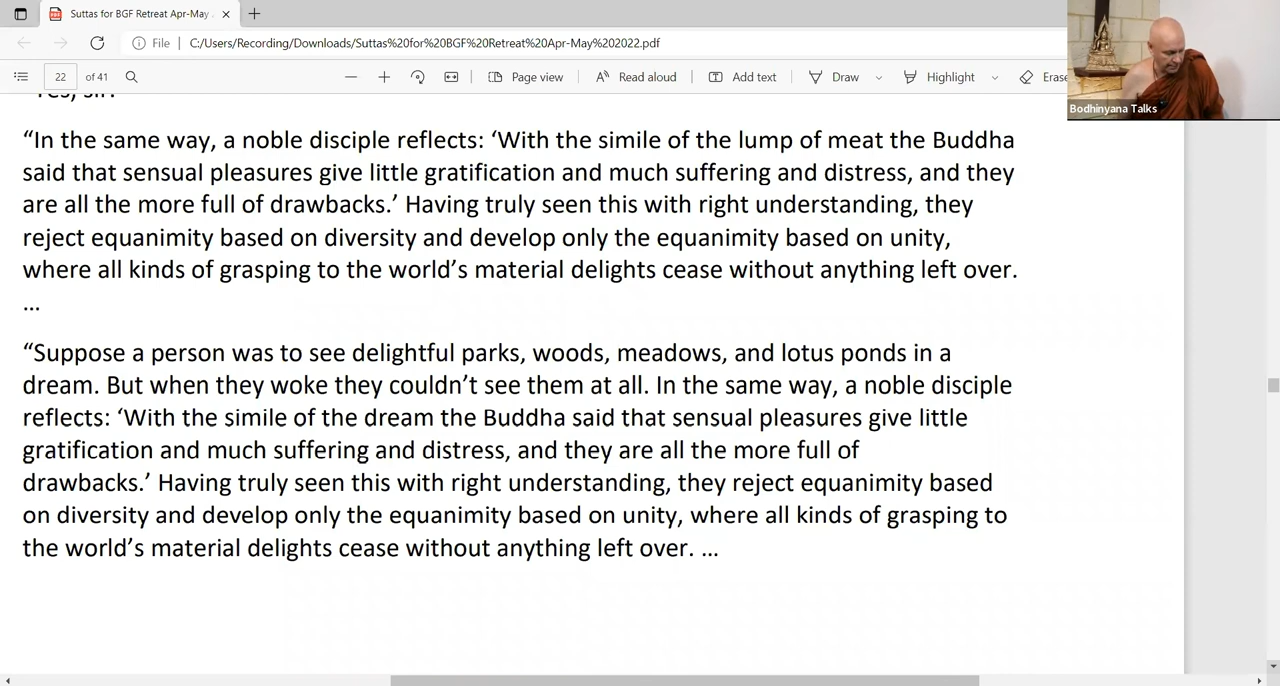 Suttas for BGF Retreat Apr-May
File
C:/Users/Recording/Downloads/Suttas%20for%20BGF%20Retreat%20Apr-May%202022.pdf
22 of 41
Page view
Read aloud
Add text
Draw
Highlight
Erase
Bodhinyana Talks
Yes, sir.
“In the same way, a noble disciple reflects: ‘With the simile of the lump of meat the Buddha
said that sensual pleasures give little gratification and much suffering and distress, and they
are all the more full of drawbacks.’ Having truly seen this with right understanding, they
reject equanimity based on diversity and develop only the equanimity based on unity,
where all kinds of grasping to the world’s material delights cease without anything left over.
...
“Suppose a person was to see delightful parks, woods, meadows, and lotus ponds in a
dream. But when they woke they couldn’t see them at all. In the same way, a noble disciple
reflects: ‘With the simile of the dream the Buddha said that sensual pleasures give little
gratification and much suffering and distress, and they are all the more full of
drawbacks.’ Having truly seen this with right understanding, they reject equanimity based
on diversity and develop only the equanimity based on unity, where all kinds of grasping to
the world’s material delights cease without anything left over. ...